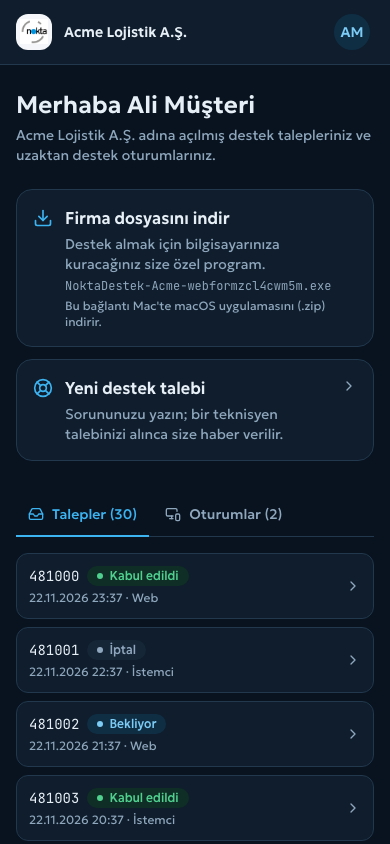 nokta
Acme Lojistik A.Ş.
AM
Merhaba Ali Müşteri
Acme Lojistik A.Ş. adına açılmış destek talepleriniz ve
uzaktan destek oturumlarınız.
Firma dosyasını indir
Destek almak için bilgisayarınıza
kuracağınız size özel program.
NoktaDestek-Acme-webformzcl4cwm5m.exe
Bu bağlantı Mac'te macOS uygulamasını (.zip)
indirir.
Yeni destek talebi
Sorununuzu yazın; bir teknisyen
talebinizi alınca size haber verilir.
Talepler (30)
Oturumlar (2)
481000 Kabul edildi
22.11.2026 23:37 · Web
481001 İptal
22.11.2026 22:37 · İstemci
481002 Bekliyor
22.11.2026 21:37 · Web
481003 Kabul edildi
22.11.2026 20:37 · İstemci